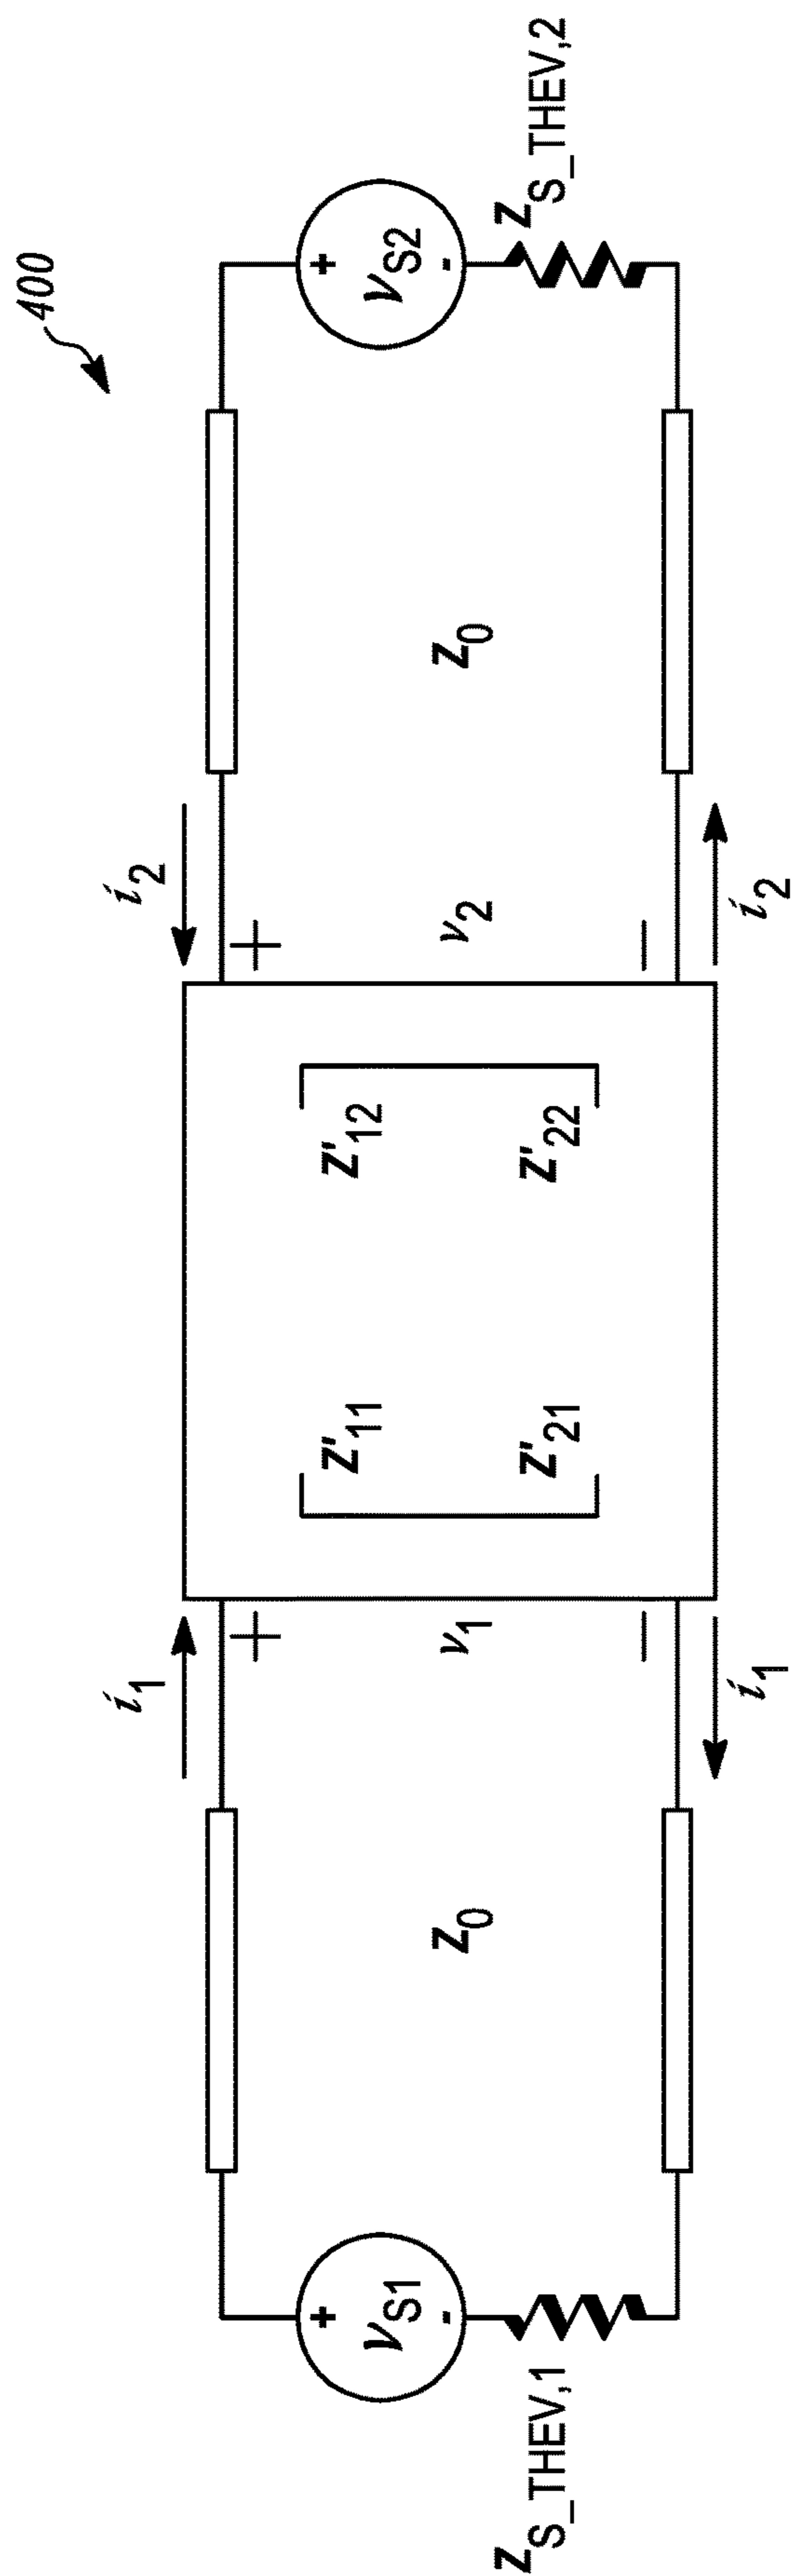 400
i1 i2
+ +
+ vS1 - Z0 v1 Z'11 Z'12 v2 Z0 + vS2 -
Z'21 Z'22
− −
ZS_THEV,1 ZS_THEV,2
i1 i2